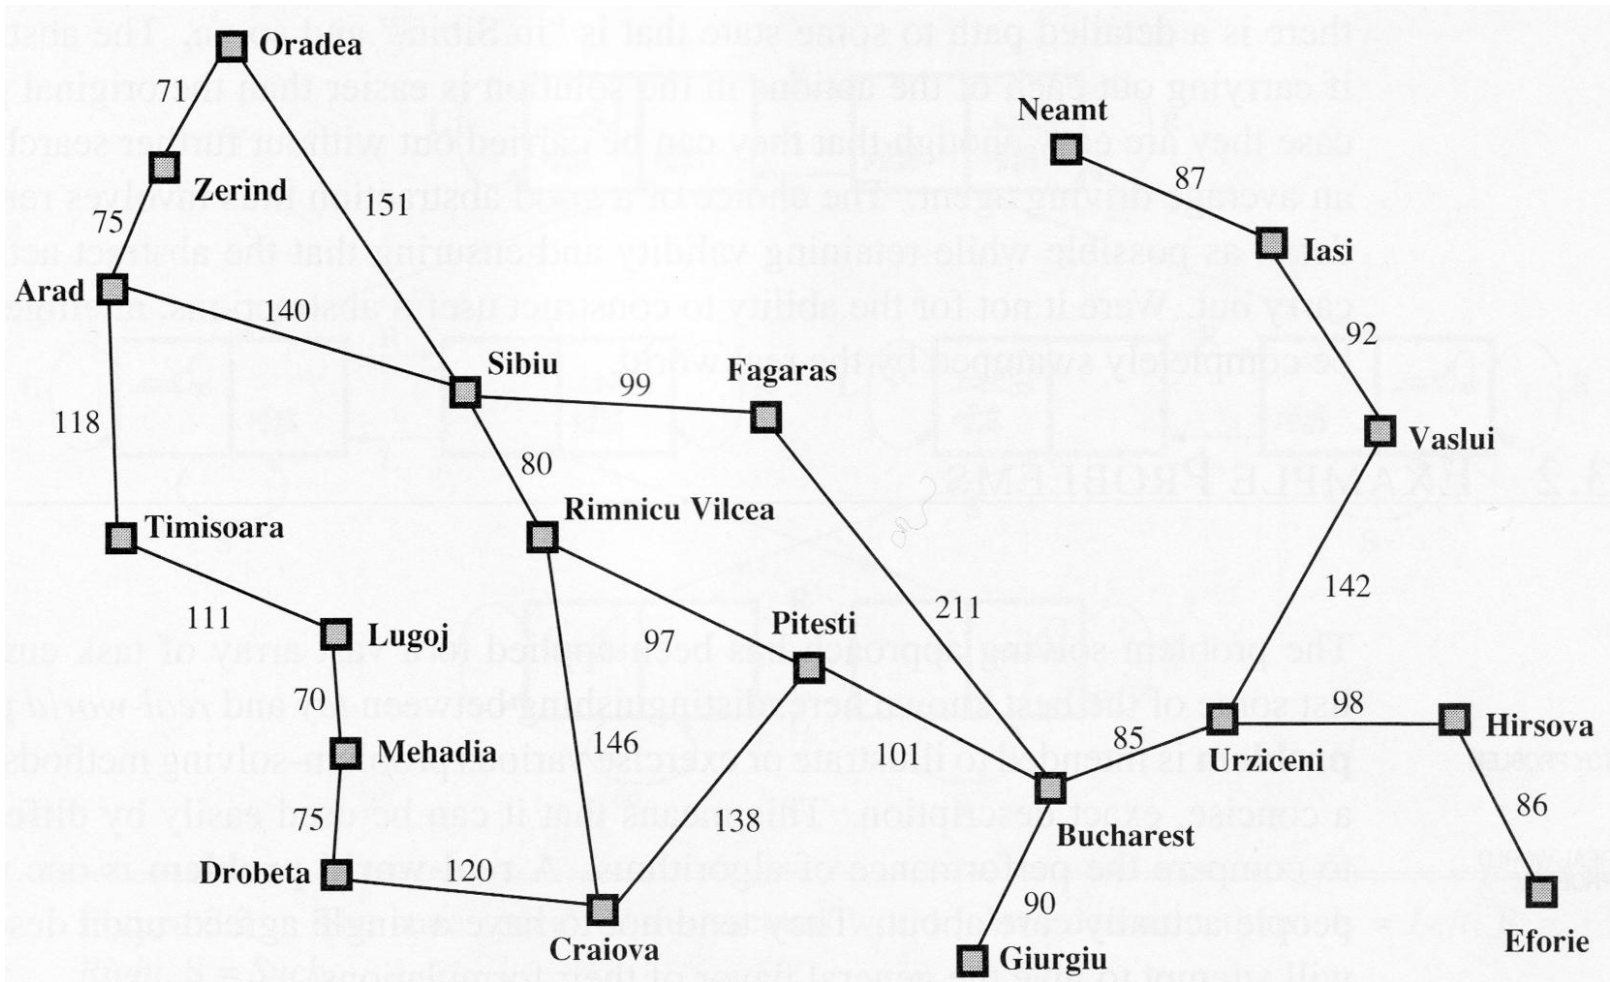 Oradea
71
Neamt
87
Zerind
151
75
Iasi
Arad
140
92
Sibiu
Fagaras
99
118
Vaslui
80
Rimnicu Vilcea
Timisoara
142
211
111
Pitesti
Lugoj
97
70
98
Hirsova
146
85
Mehadia
101
Urziceni
86
75
138
Bucharest
Drobeta
120
90
Craiova
Eforie
Giurgiu